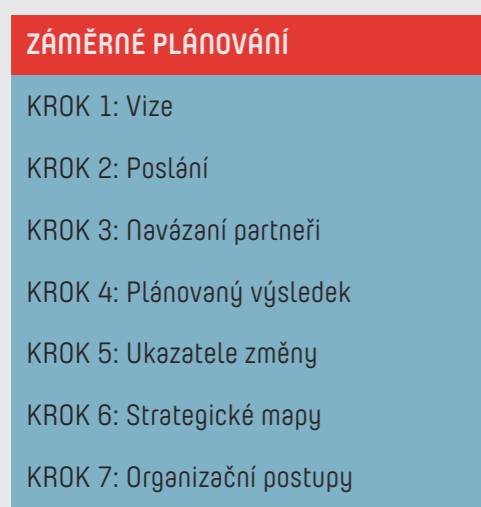 ZÁMĚRNÉ PLÁNOVÁNÍ
KROK 1: Vize
KROK 2: Poslání
KROK 3: Navázaní partneři
KROK 4: Plánovaný výsledek
KROK 5: Ukazatele změny
KROK 6: Strategické mapy
KROK 7: Organizační postupy